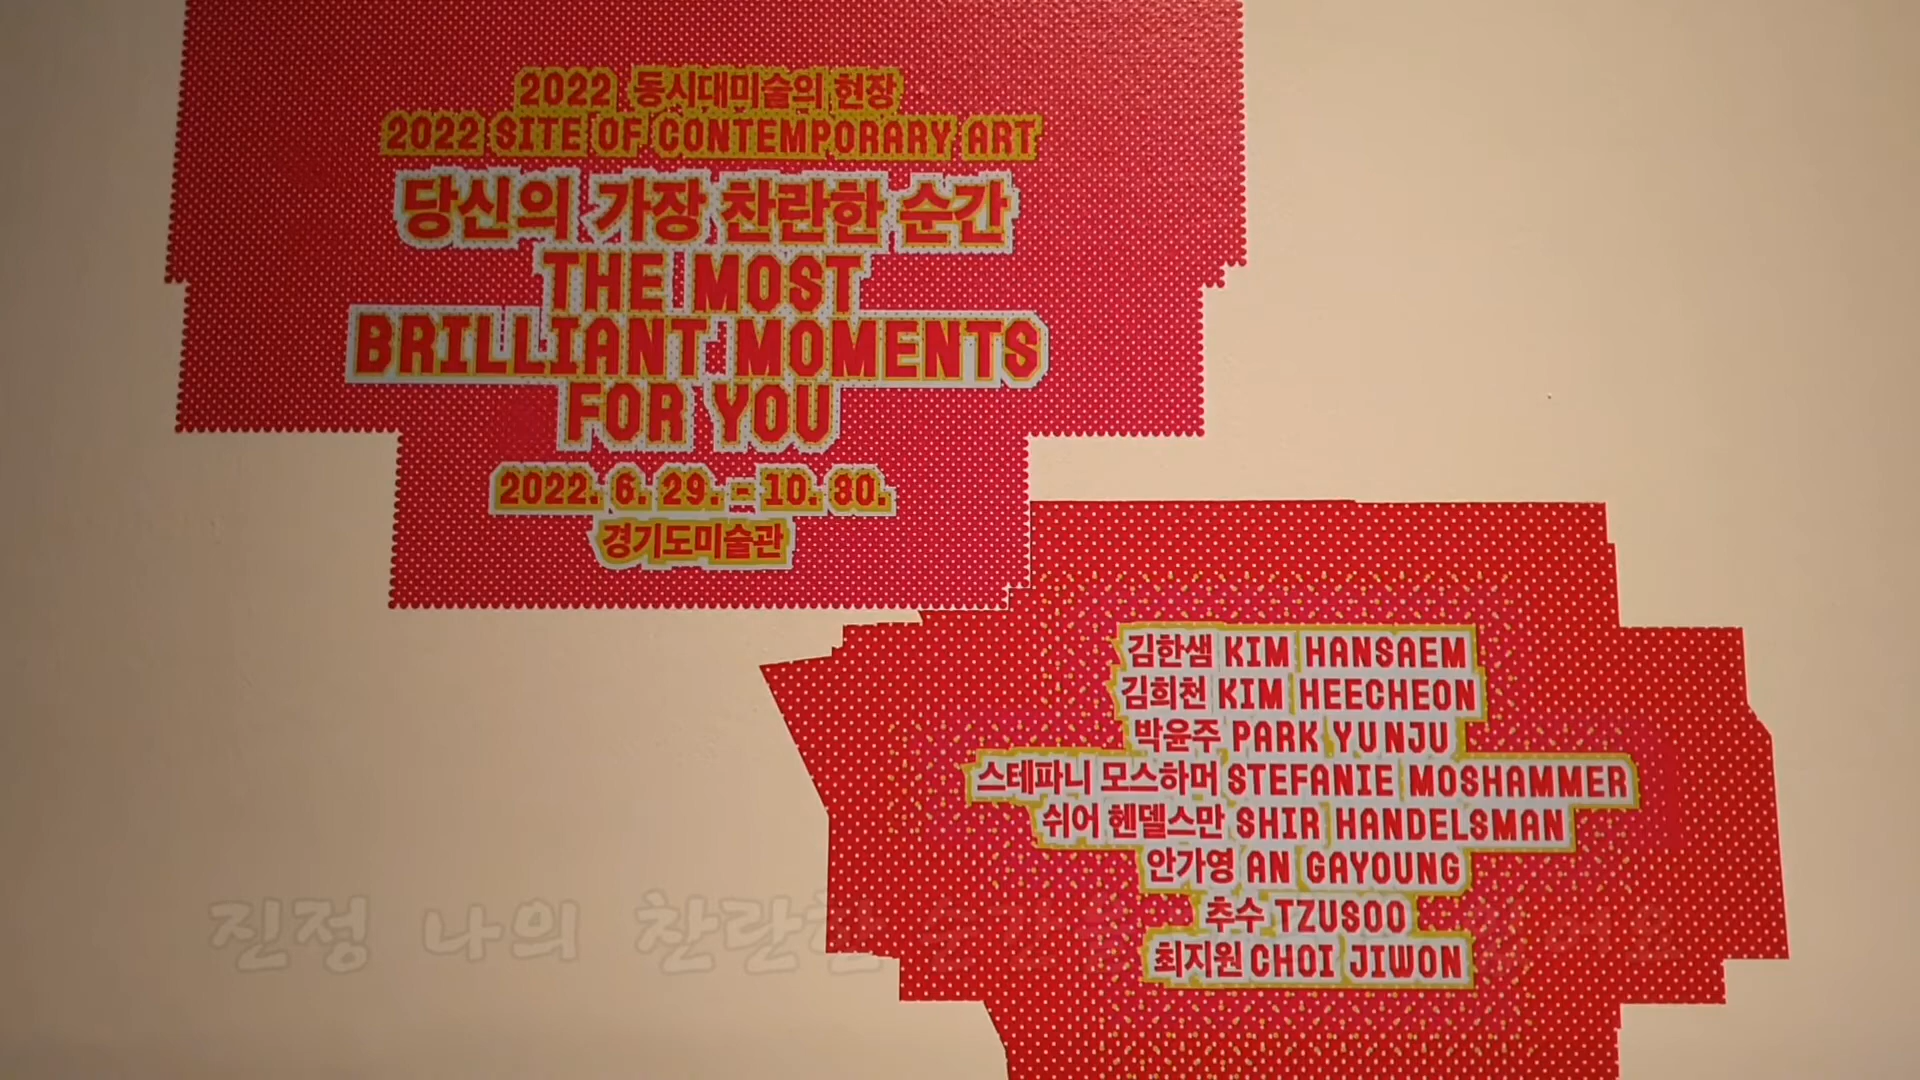 2022 동시대미술의 현장
2022 SITE OF CONTEMPORARY ART
당신의 가장 찬란한 순간
THE MOST
BRILLIANT MOMENTS
FOR YOU
2022. 6. 29. - 10. 30.
경기도미술관
김한샘 KIM HANSAEM
김희천 KIM HEECHEON
박윤주 PARK YUNJU
스테파니 모스하머 STEFANIE MOSHAMMER
쉬어 헨델스만 SHIR HANDELSMAN
안가영 AN GAYOUNG
추수 TZUSOO
최지원 CHOI JIWON
진정 나의 찬란한